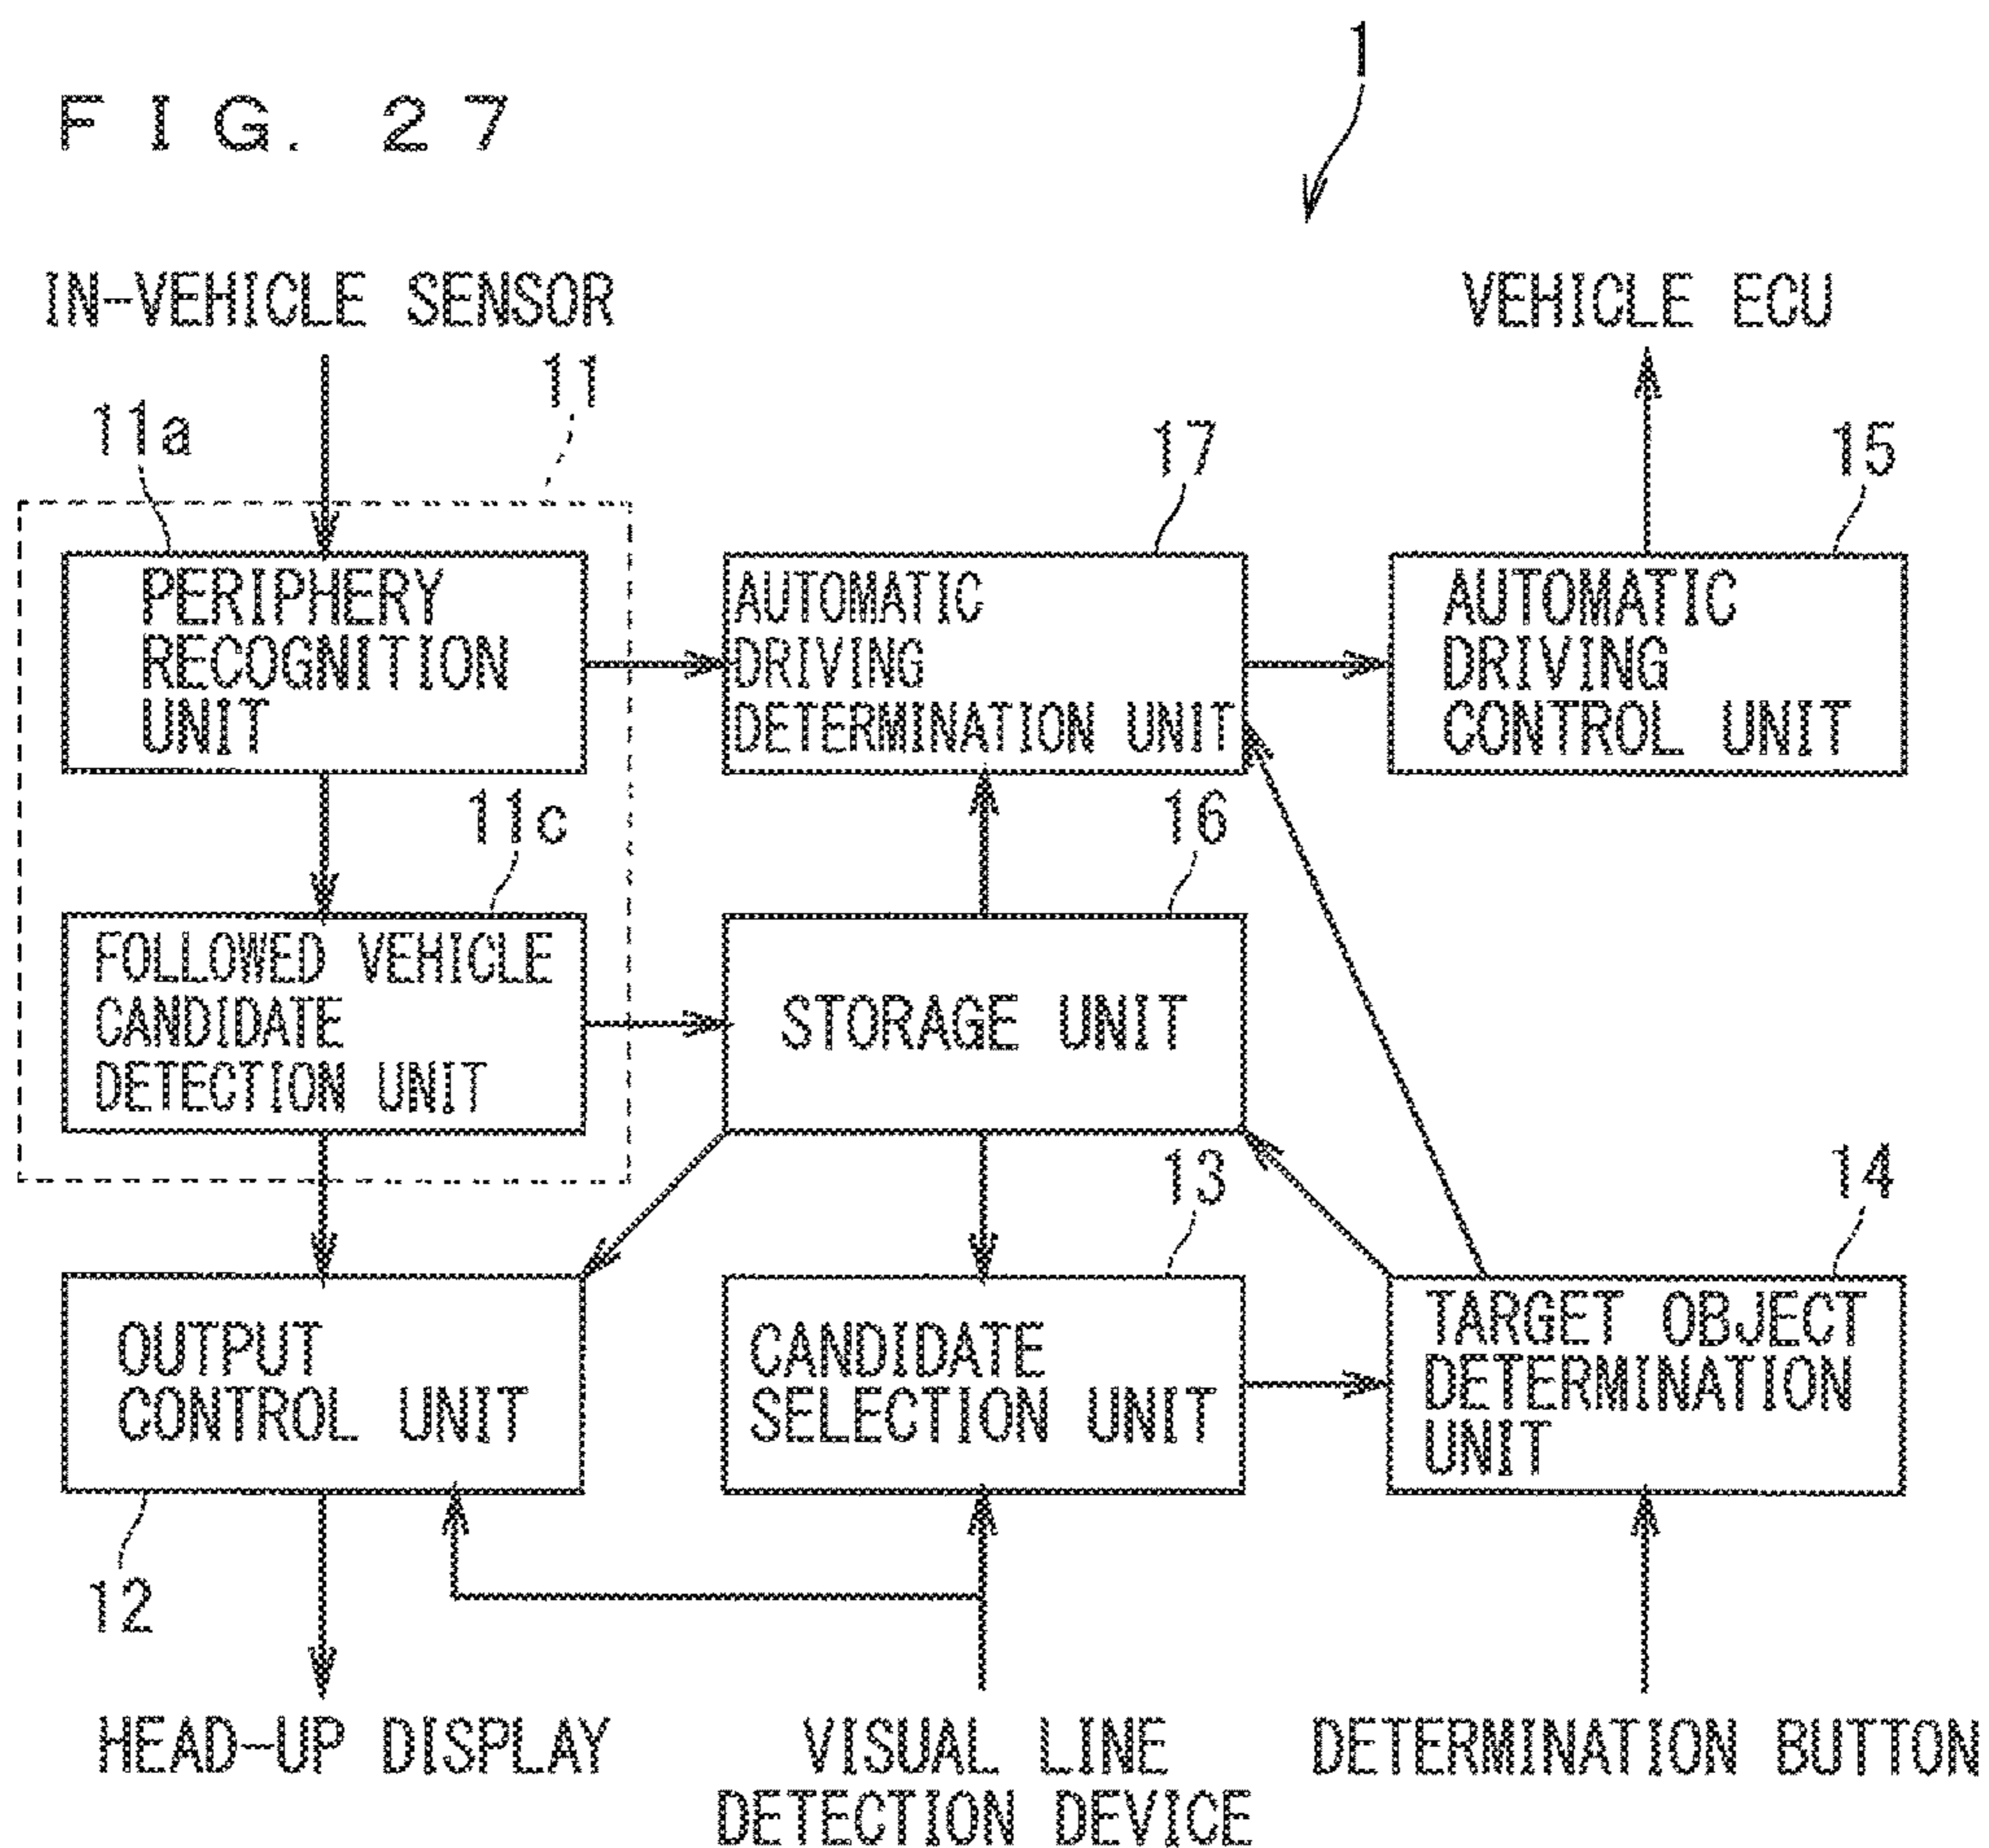 1
FIG. 27
IN-VEHICLE SENSOR
VEHICLE ECU
11
11a
17
15
PERIPHERY
RECOGNITION
UNIT
AUTOMATIC
DRIVING
DETERMINATION UNIT
AUTOMATIC
DRIVING
CONTROL UNIT
11c
16
FOLLOWED VEHICLE
CANDIDATE
DETECTION UNIT
STORAGE UNIT
13
14
OUTPUT
CONTROL UNIT
CANDIDATE
SELECTION UNIT
TARGET OBJECT
DETERMINATION
UNIT
12
HEAD-UP DISPLAY
VISUAL LINE
DETECTION DEVICE
DETERMINATION BUTTON